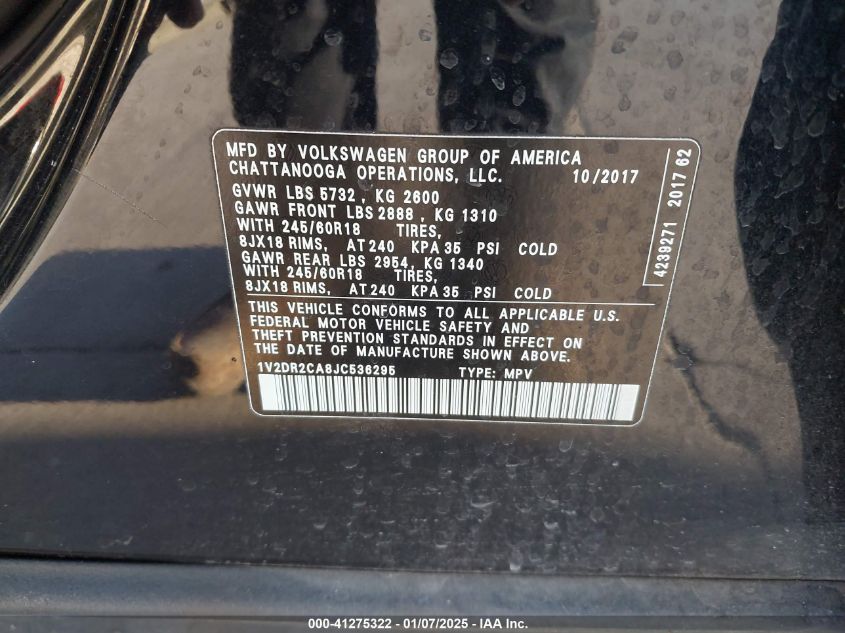 MFD BY VOLKSWAGEN GROUP OF AMERICA
CHATTANOOGA OPERATIONS, LLC. 10/2017
GVWR LBS 5732 , KG 2600
GAWR FRONT LBS 2888 , KG 1310
WITH 245/60R18 TIRES,
8JX18 RIMS, AT 240 KPA 35 PSI COLD
GAWR REAR LBS 2954, KG 1340
WITH 245/60R18 TIRES,
8JX18 RIMS, AT 240 KPA 35 PSI COLD
THIS VEHICLE CONFORMS TO ALL APPLICABLE U.S.
FEDERAL MOTOR VEHICLE SAFETY AND
THEFT PREVENTION STANDARDS IN EFFECT ON
THE DATE OF MANUFACTURE SHOWN ABOVE.
1V2DR2CA8JC536295 TYPE: MPV
4239271 2017 62
000-41275322 - 01/07/2025 - IAA Inc.